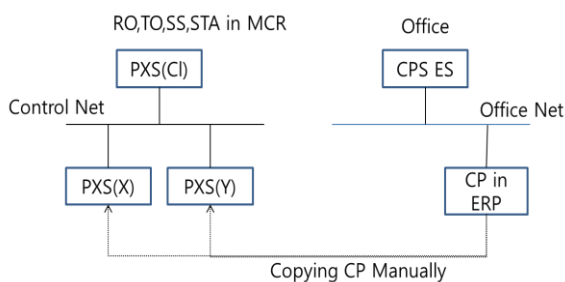 RO,TO,SS,STA in MCR
Office
PXS(Cl)
CPS ES
Control Net
Office Net
PXS(X)
PXS(Y)
CP in
ERP
Copying CP Manually